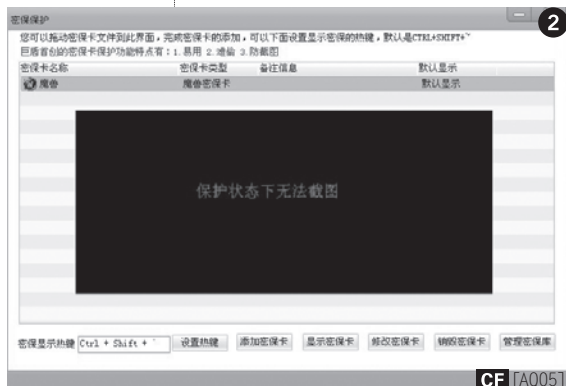 密保保护
2
您可以拖动密保卡文件到此界面,完成密保卡的添加,可以下面设置显示密保的热键,默认是CTRL+SHIFT+~
巨盾首创的密保卡保护功能特点有:1.易用 2.难偷 3.防截图
密保卡名称 密保卡类型 备注信息 默认显示
魔兽 魔兽密保卡 默认显示
保护状态下无法截图
密保显示热键 Ctrl + Shift + ` 设置热键 添加密保卡 显示密保卡 修改密保卡 销毁密保卡 管理密保库
CF [A005]